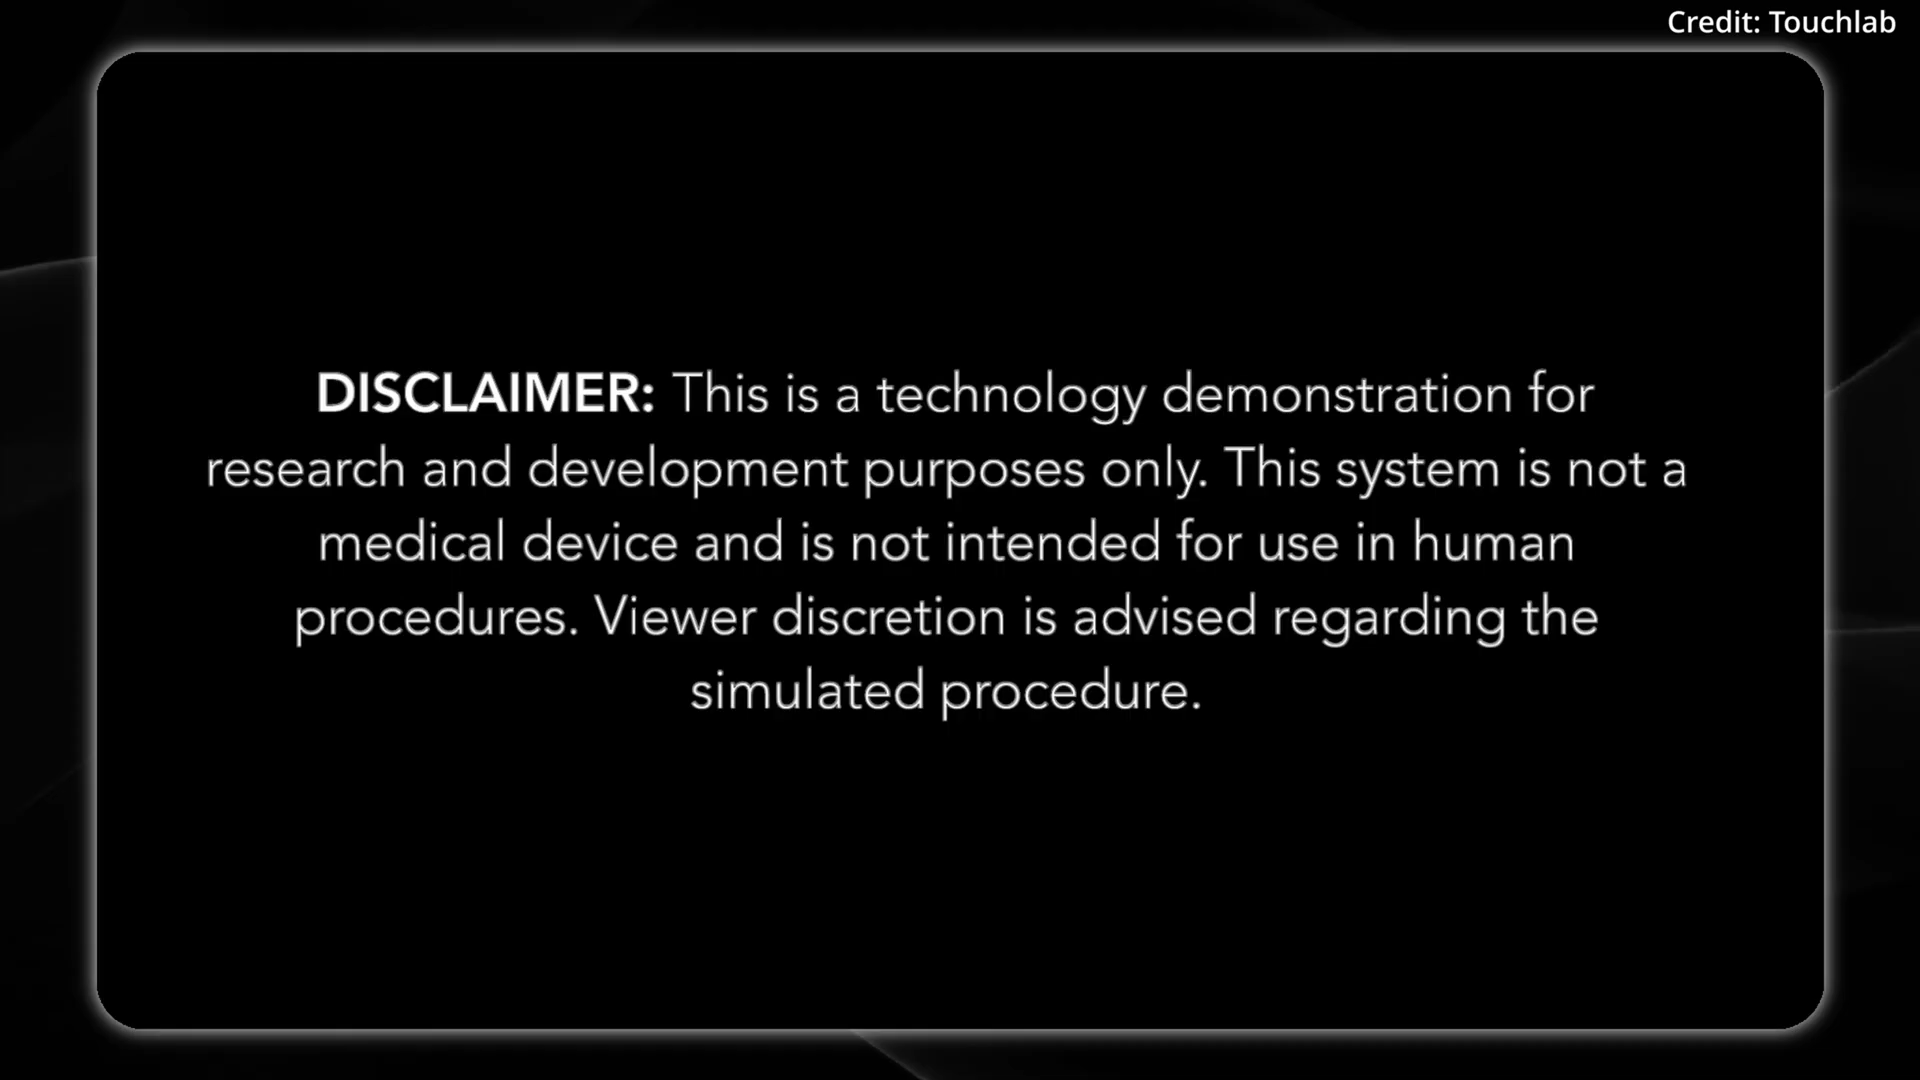 Credit: Touchlab
DISCLAIMER: This is a technology demonstration for
research and development purposes only. This system is not a
medical device and is not intended for use in human
procedures. Viewer discretion is advised regarding the
simulated procedure.